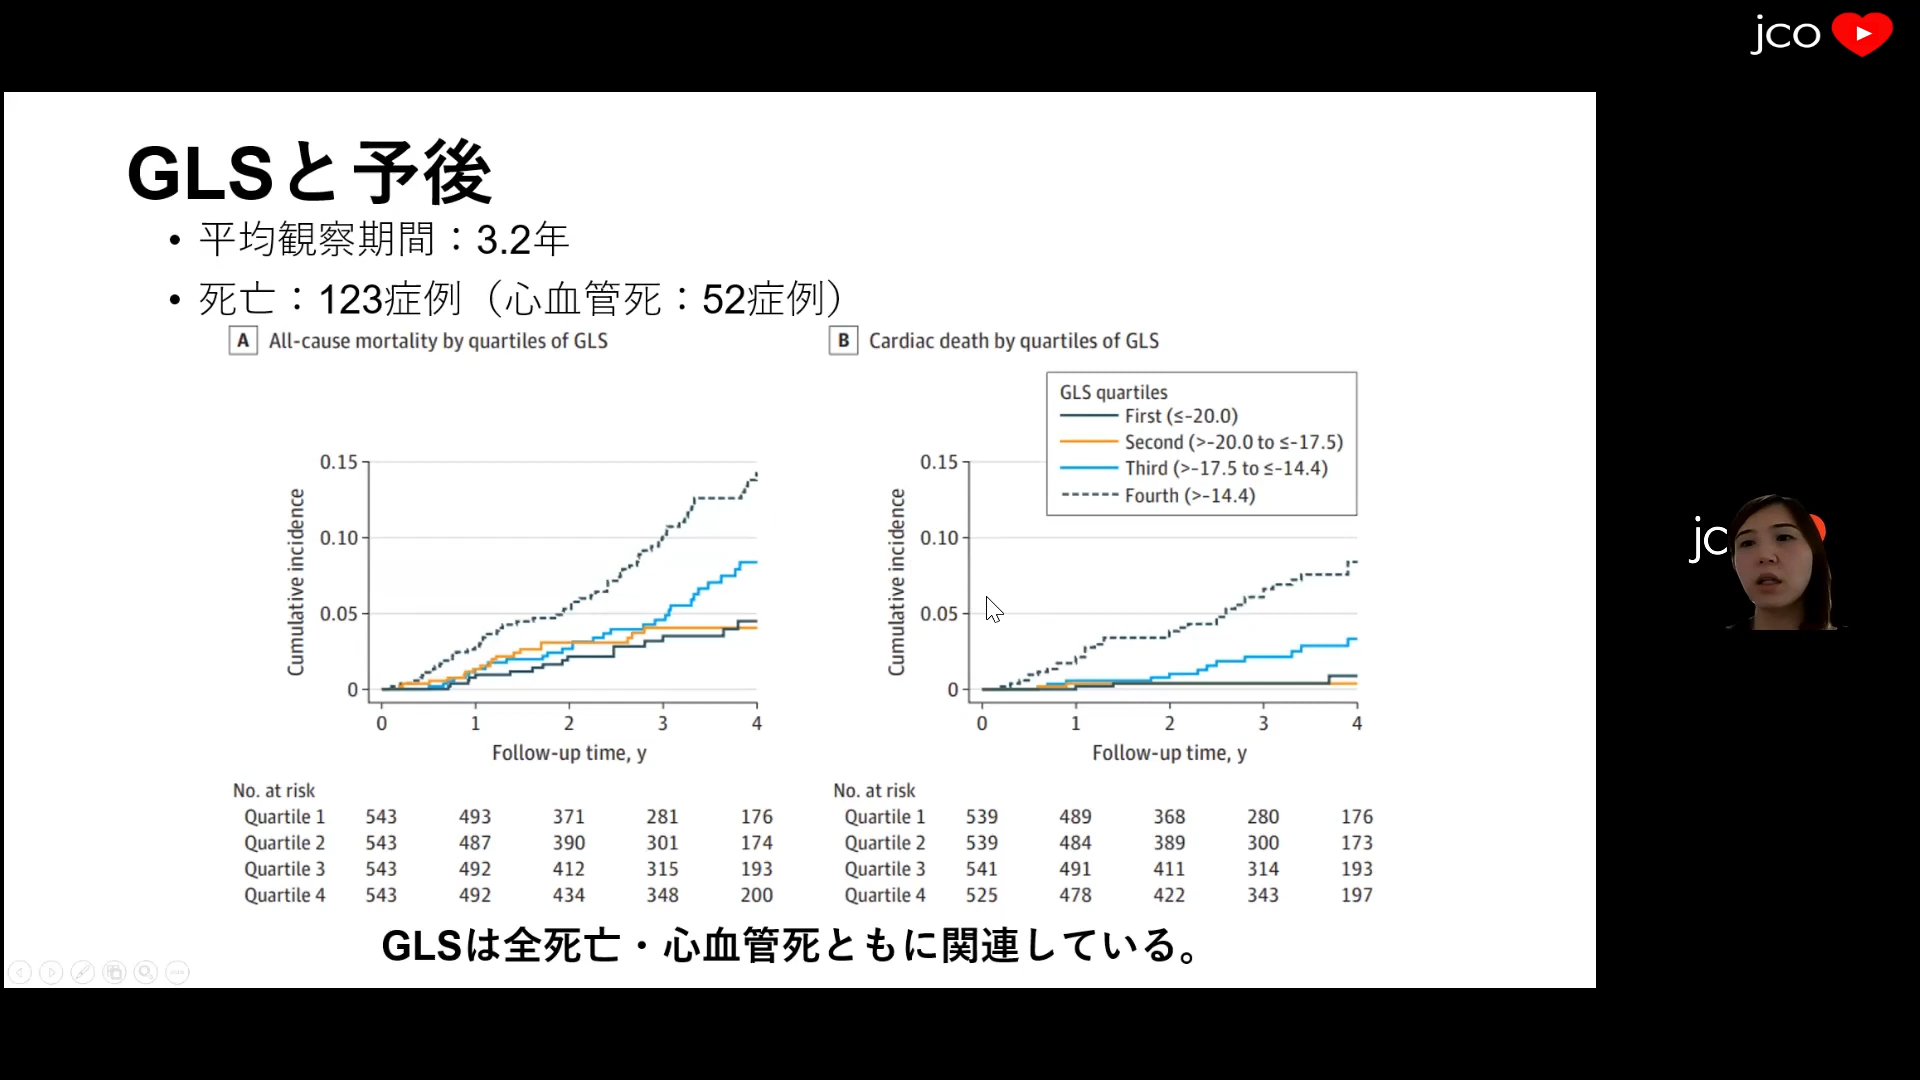 jco
GLSと予後
• 平均観察期間：3.2年
• 死亡：123症例（心血管死：52症例）
A All-cause mortality by quartiles of GLS
Cumulative incidence
0.15
0.10
0.05
0
0 1 2 3 4
Follow-up time, y
No. at risk
Quartile 1 543 493 371 281 176
Quartile 2 543 487 390 301 174
Quartile 3 543 492 412 315 193
Quartile 4 543 492 434 348 200
B Cardiac death by quartiles of GLS
GLS quartiles
First (≤-20.0)
Second (>-20.0 to ≤-17.5)
Third (>-17.5 to ≤-14.4)
Fourth (>-14.4)
Cumulative incidence
0.15
0.10
0.05
0
0 1 2 3 4
Follow-up time, y
No. at risk
Quartile 1 539 489 368 280 176
Quartile 2 539 484 389 300 173
Quartile 3 541 491 411 314 193
Quartile 4 525 478 422 343 197
GLSは全死亡・心血管死ともに関連している。
jc